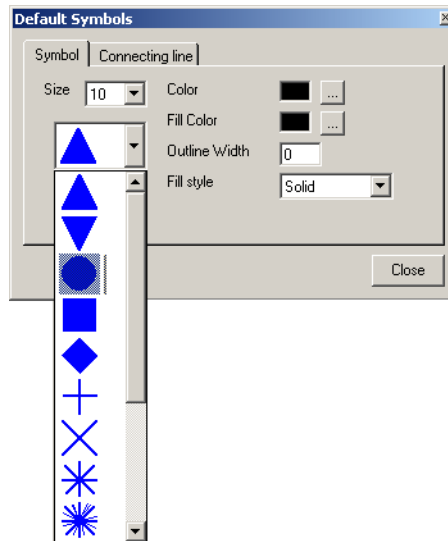 Default Symbols
Symbol
Connecting line
Size
10
Color
...
Fill Color
...
Outline Width
0
Fill style
Solid
Close